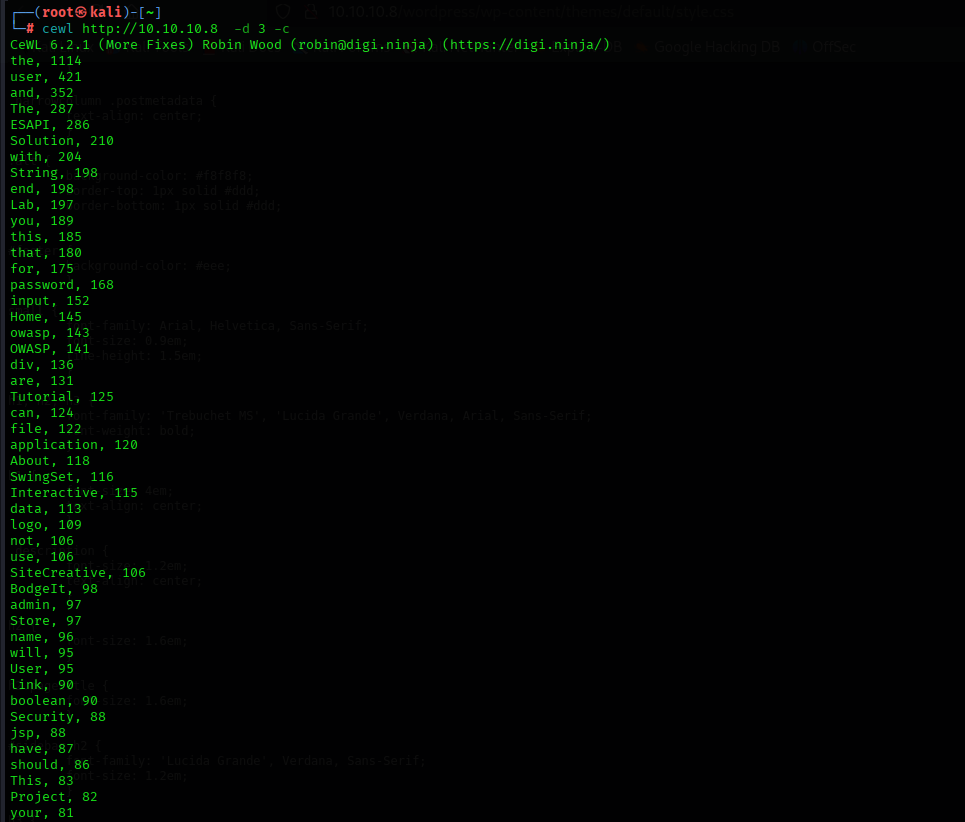 ┌──(root㉿kali)-[~]
└─# cewl http://10.10.10.8  -d 3 -c
CeWL 6.2.1 (More Fixes) Robin Wood (robin@digi.ninja) (https://digi.ninja/)
the, 1114
user, 421
and, 352
The, 287
ESAPI, 286
Solution, 210
with, 204
String, 198
end, 198
Lab, 197
you, 189
this, 185
that, 180
for, 175
password, 168
input, 152
Home, 145
owasp, 143
OWASP, 141
div, 136
are, 131
Tutorial, 125
can, 124
file, 122
application, 120
About, 118
SwingSet, 116
Interactive, 115
data, 113
logo, 109
not, 106
use, 106
SiteCreative, 106
BodgeIt, 98
admin, 97
Store, 97
name, 96
will, 95
User, 95
link, 90
boolean, 90
Security, 88
jsp, 88
have, 87
should, 86
This, 83
Project, 82
your, 81